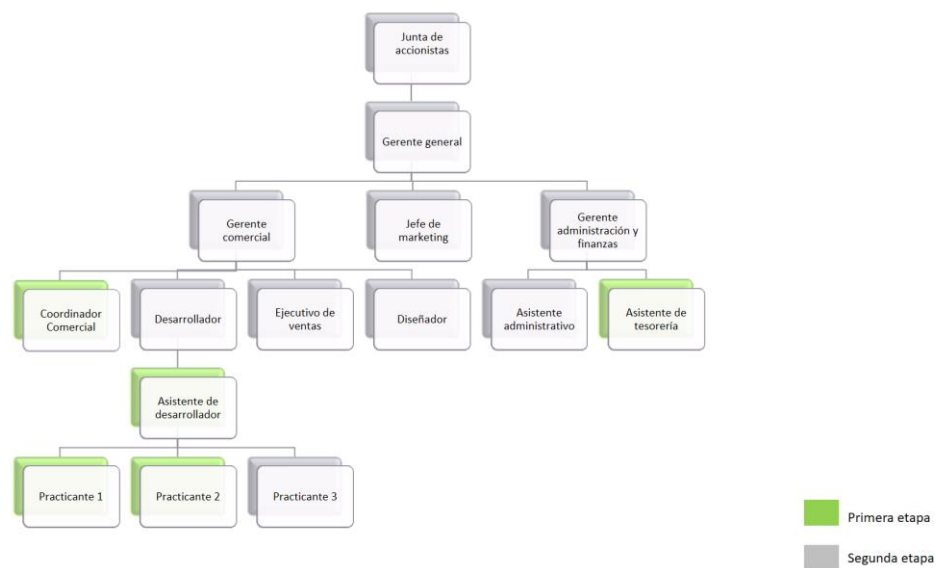 Junta de
accionistas
Gerente general
Gerente
comercial
Jefe de
marketing
Gerente
administración y
finanzas
Coordinador
Comercial
Desarrollador
Ejecutivo de
ventas
Diseñador
Asistente
administrativo
Asistente de
tesorería
Asistente de
desarrollador
Practicante 1
Practicante 2
Practicante 3
Primera etapa
Segunda etapa